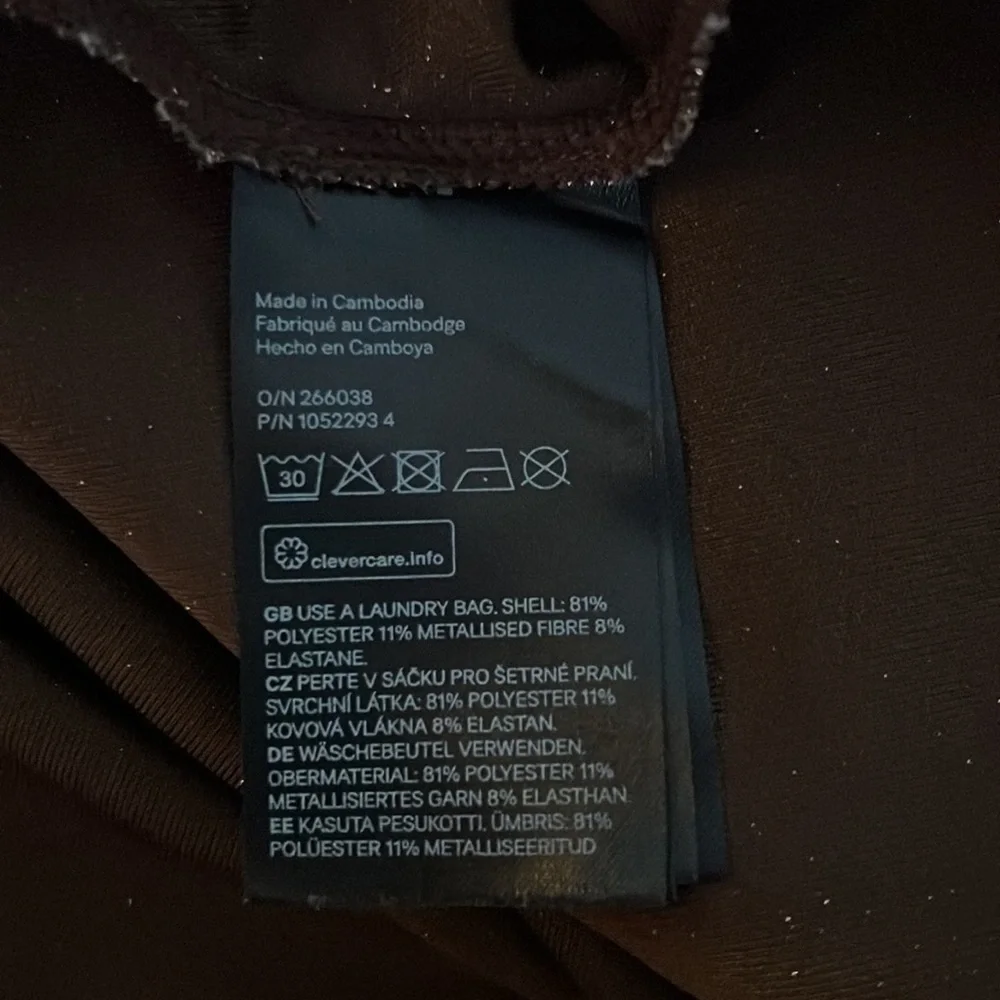 Made in Cambodia
Fabriqué au Cambodge
Hecho en Camboya
O/N 266038
P/N 1052293 4
30
clevercare.info
GB USE A LAUNDRY BAG. SHELL: 81%
POLYESTER 11% METALLISED FIBRE 8%
ELASTANE.
CZ PERTE V SÁČKU PRO ŠETRNÉ PRANÍ.
SVRCHNÍ LÁTKA: 81% POLYESTER 11%
KOVOVÁ VLÁKNA 8% ELASTAN.
DE WÄSCHEBEUTEL VERWENDEN.
OBERMATERIAL: 81% POLYESTER 11%
METALLISIERTES GARN 8% ELASTHAN.
EE KASUTA PESUKOTTI. ÜMBRIS: 81%
POLÜESTER 11% METALLISEERITUD